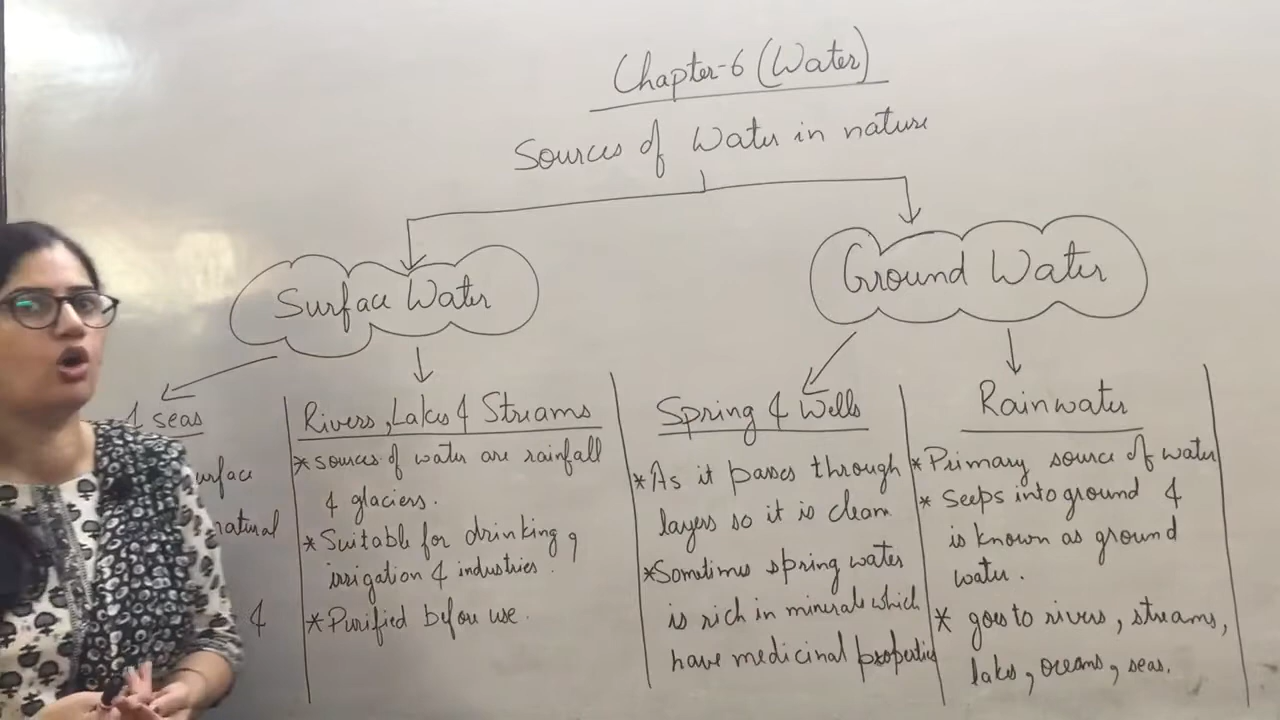 Chapter-6 (Water)
Sources of Water in nature
Surface Water
Ground Water
& seas
urface
natural
&
Rivers, Lakes & Streams
* sources of water are rainfall
& glaciers.
* Suitable for drinking,
irrigation & industries.
* Purified before use.
Spring & Wells
* As it passes through
layers so it is clean
* Sometimes spring water
is rich in minerals which
have medicinal properties
Rainwater
* Primary source of water
* Seeps into ground &
is known as ground
water.
* goes to rivers, streams,
lakes, oceans, seas.